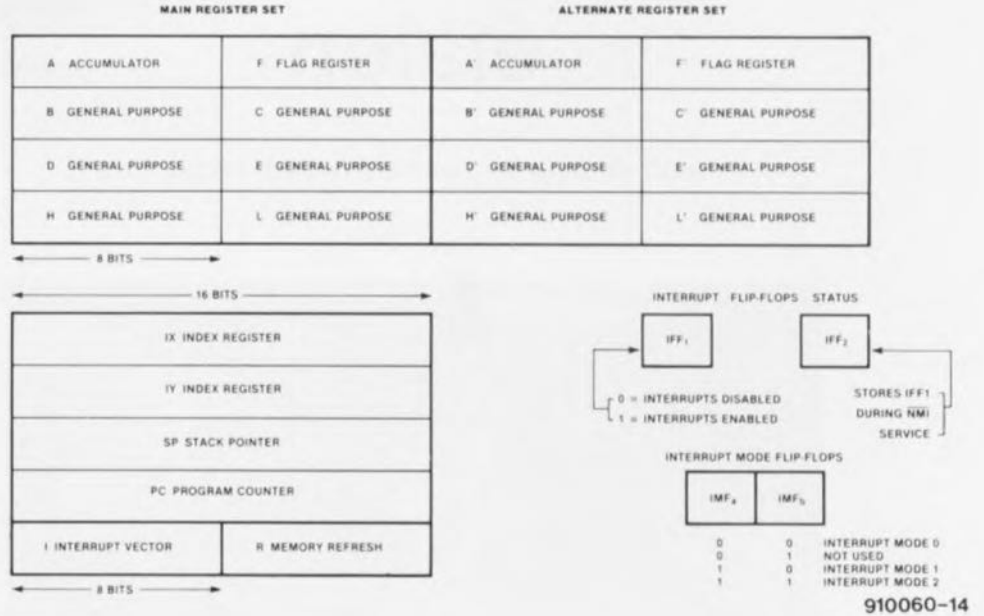 MAIN REGISTER SET
ALTERNATE REGISTER SET
A ACCUMULATOR
F FLAG REGISTER
A' ACCUMULATOR
F' FLAG REGISTER
B GENERAL PURPOSE
C GENERAL PURPOSE
B' GENERAL PURPOSE
C' GENERAL PURPOSE
D GENERAL PURPOSE
E GENERAL PURPOSE
D' GENERAL PURPOSE
E' GENERAL PURPOSE
H GENERAL PURPOSE
L GENERAL PURPOSE
H' GENERAL PURPOSE
L' GENERAL PURPOSE
8 BITS
16 BITS
IX INDEX REGISTER
IY INDEX REGISTER
SP STACK POINTER
PC PROGRAM COUNTER
I INTERRUPT VECTOR
R MEMORY REFRESH
8 BITS
INTERRUPT FLIP-FLOPS STATUS
IFF₁
IFF₂
0 = INTERRUPTS DISABLED
1 = INTERRUPTS ENABLED
STORES IFF1
DURING N̅M̅I̅
SERVICE
INTERRUPT MODE FLIP-FLOPS
IMFₐ
IMF_b
0 0 INTERRUPT MODE 0
0 1 NOT USED
1 0 INTERRUPT MODE 1
1 1 INTERRUPT MODE 2
910060-14